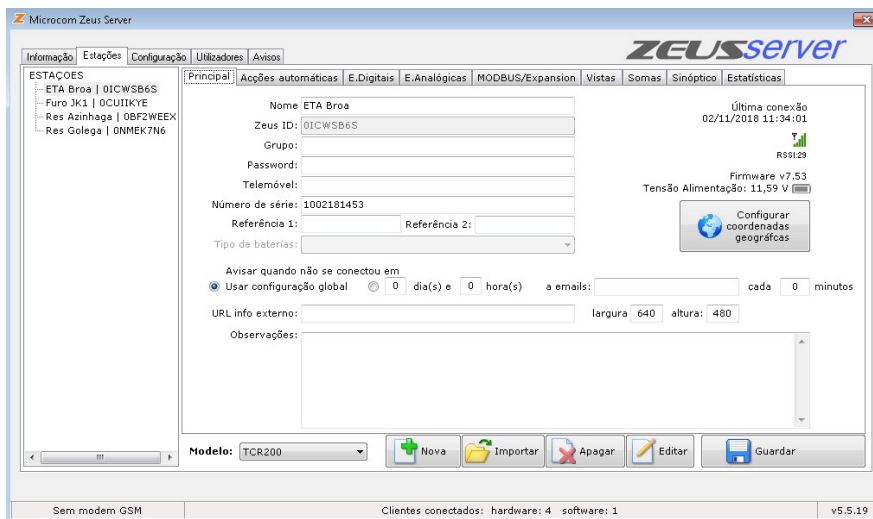 Microcom Zeus Server
ZEUSserver
Informação Estações Configuração Utilizadores Avisos
ESTAÇOES
ETA Broa | 0ICWSB6S
Furo JK1 | 0CUIIKYE
Res Azinhaga | 0BF2WEEX
Res Golega | 0NMEK7N6
Principal Acções automáticas E.Digitais E.Analógicas MODBUS/Expansion Vistas Somas Sinóptico Estatísticas
Nome ETA Broa
Zeus ID: 0ICWSB6S
Grupo:
Password:
Telemóvel:
Número de série: 1002181453
Referência 1: Referência 2:
Tipo de baterías:
Última conexão
02/11/2018 11:34:01
RSSI:29
Firmware v7.53
Tensão Alimentação: 11,59 V
Configurar
coordenadas
geográfcas
Avisar quando não se conectou em
Usar configuração global 0 dia(s) e 0 hora(s) a emails: cada 0 minutos
URL info externo: largura 640 altura: 480
Observações:
Modelo: TCR200 Nova Importar Apagar Editar Guardar
Sem modem GSM Clientes conectados: hardware: 4 software: 1 v5.5.19